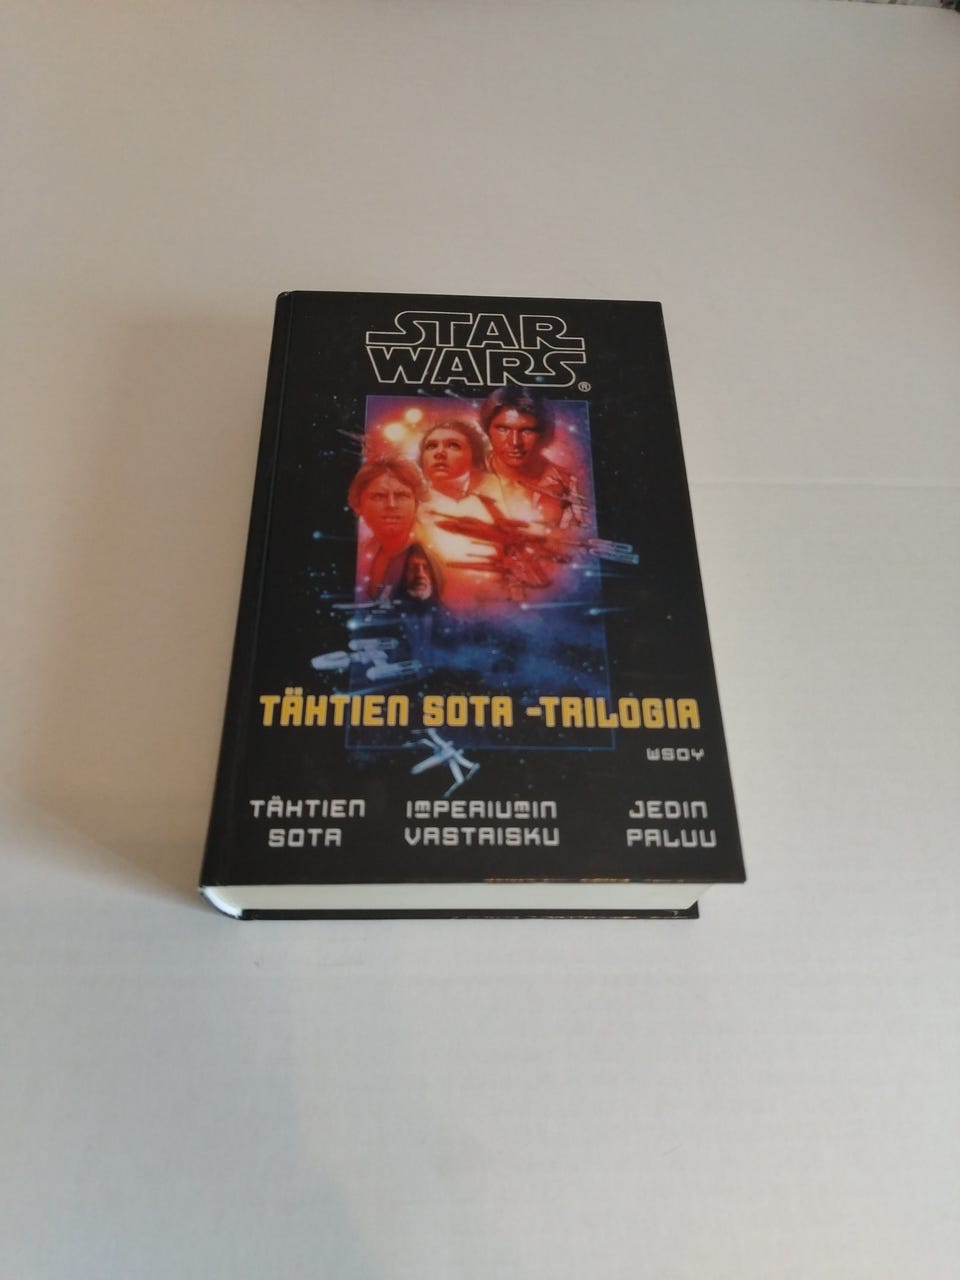 STAR
WARS®
TÄHTIEN SOTA -TRILOGIA
WSOY
TÄHTIEN
SOTA
IMPERIUMIN
VASTAISKU
JEDIN
PALUU